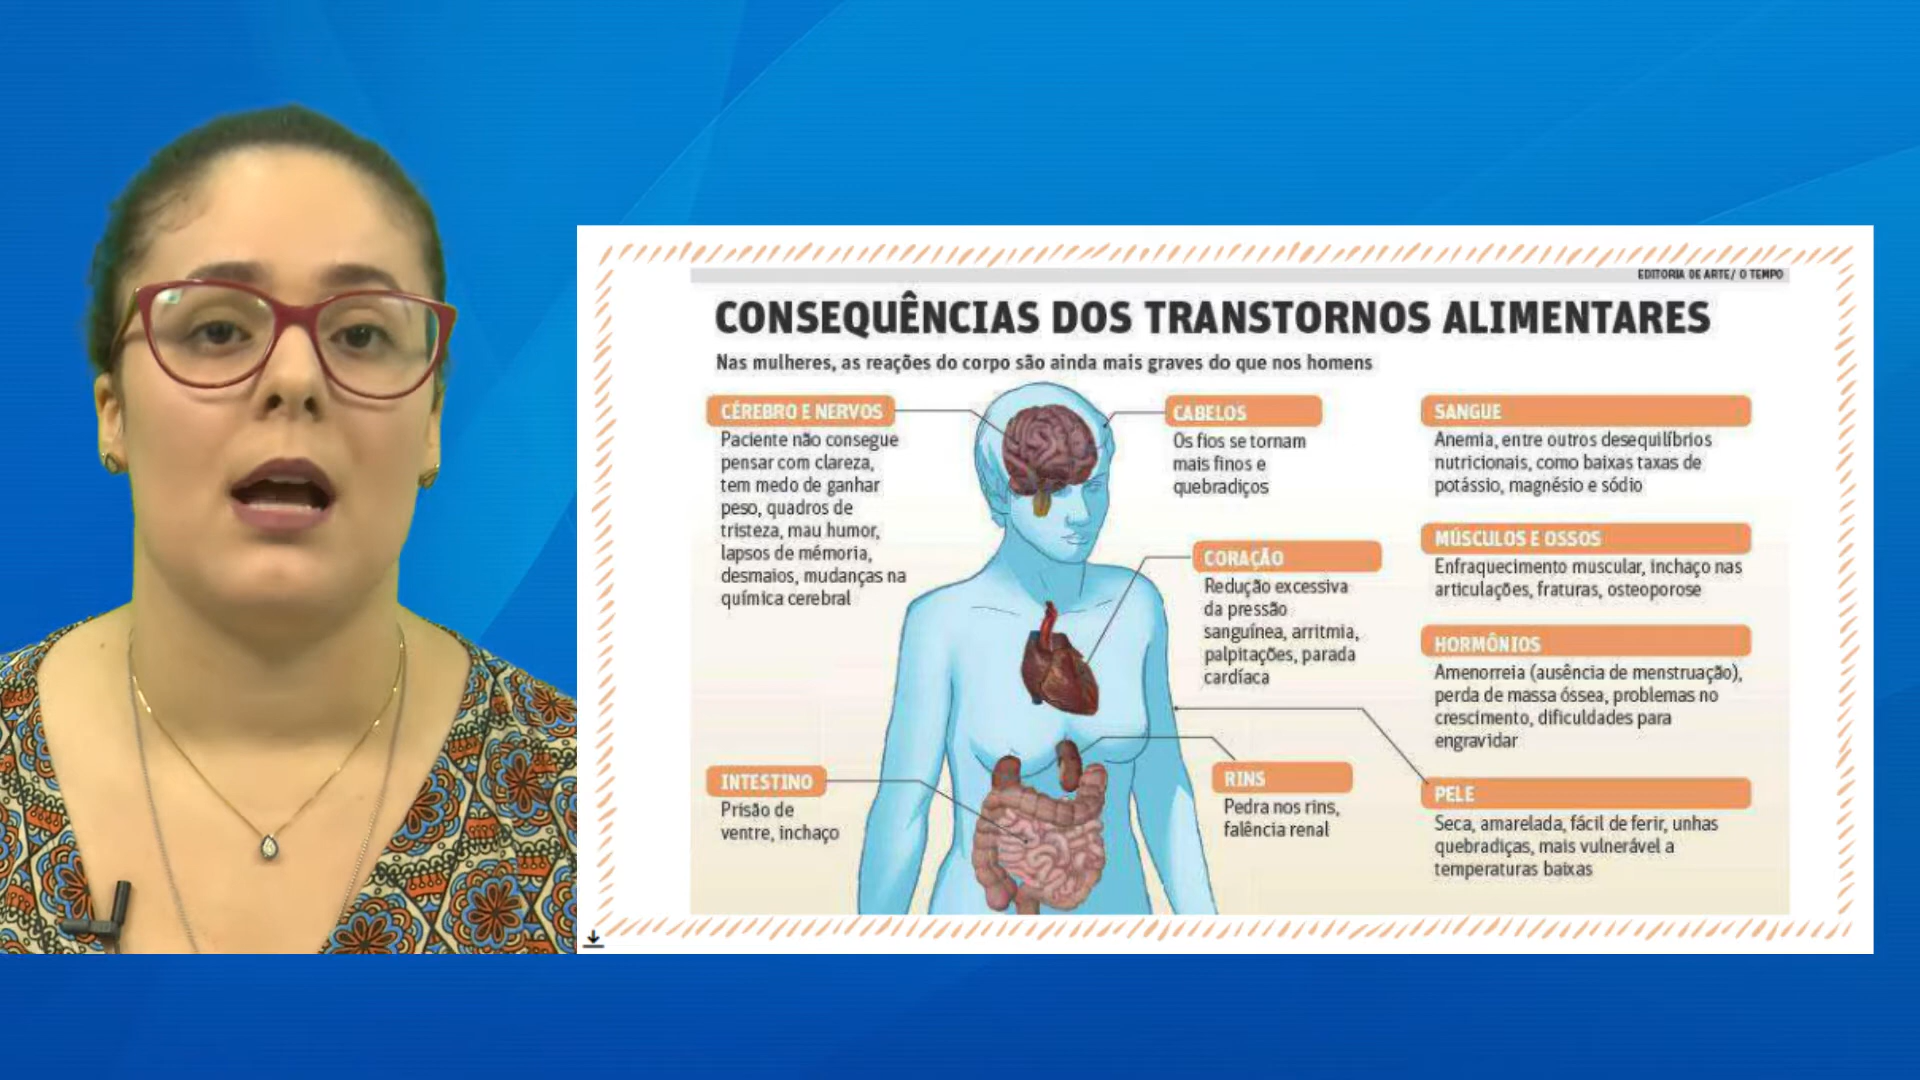 EDITORIA DE ARTE/ O TEMPO
CONSEQUÊNCIAS DOS TRANSTORNOS ALIMENTARES
Nas mulheres, as reações do corpo são ainda mais graves do que nos homens
CÉREBRO E NERVOS
Paciente não consegue
pensar com clareza,
tem medo de ganhar
peso, quadros de
tristeza, mau humor,
lapsos de mémoria,
desmaios, mudanças na
química cerebral
CABELOS
Os fios se tornam
mais finos e
quebradiços
CORAÇÃO
Redução excessiva
da pressão
sanguínea, arritmia,
palpitações, parada
cardíaca
INTESTINO
Prisão de
ventre, inchaço
RINS
Pedra nos rins,
falência renal
SANGUE
Anemia, entre outros desequilíbrios
nutricionais, como baixas taxas de
potássio, magnésio e sódio
MÚSCULOS E OSSOS
Enfraquecimento muscular, inchaço nas
articulações, fraturas, osteoporose
HORMÔNIOS
Amenorreia (ausência de menstruação),
perda de massa óssea, problemas no
crescimento, dificuldades para
engravidar
PELE
Seca, amarelada, fácil de ferir, unhas
quebradiças, mais vulnerável a
temperaturas baixas